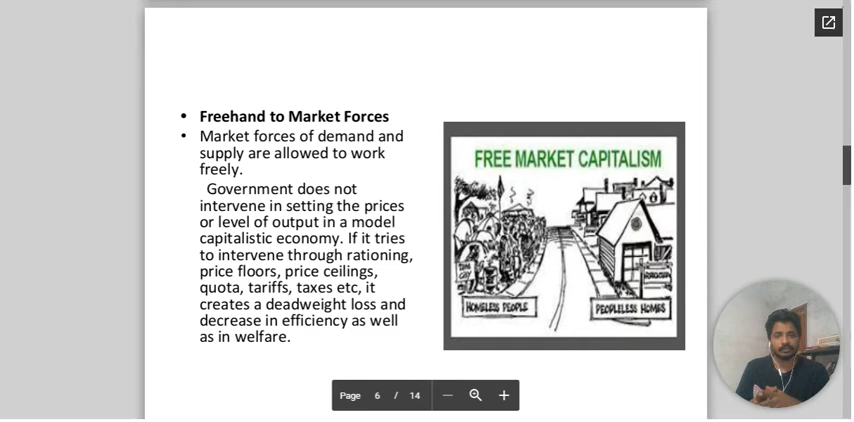 Freehand to Market Forces
Market forces of demand and
supply are allowed to work
freely.
Government does not
intervene in setting the prices
or level of output in a model
capitalistic economy. If it tries
to intervene through rationing,
price floors, price ceilings,
quota, tariffs, taxes etc, it
creates a deadweight loss and
decrease in efficiency as well
as in welfare.
FREE MARKET CAPITALISM
HOMELESS PEOPLE
PEOPLELESS HOMES
Page 6 / 14